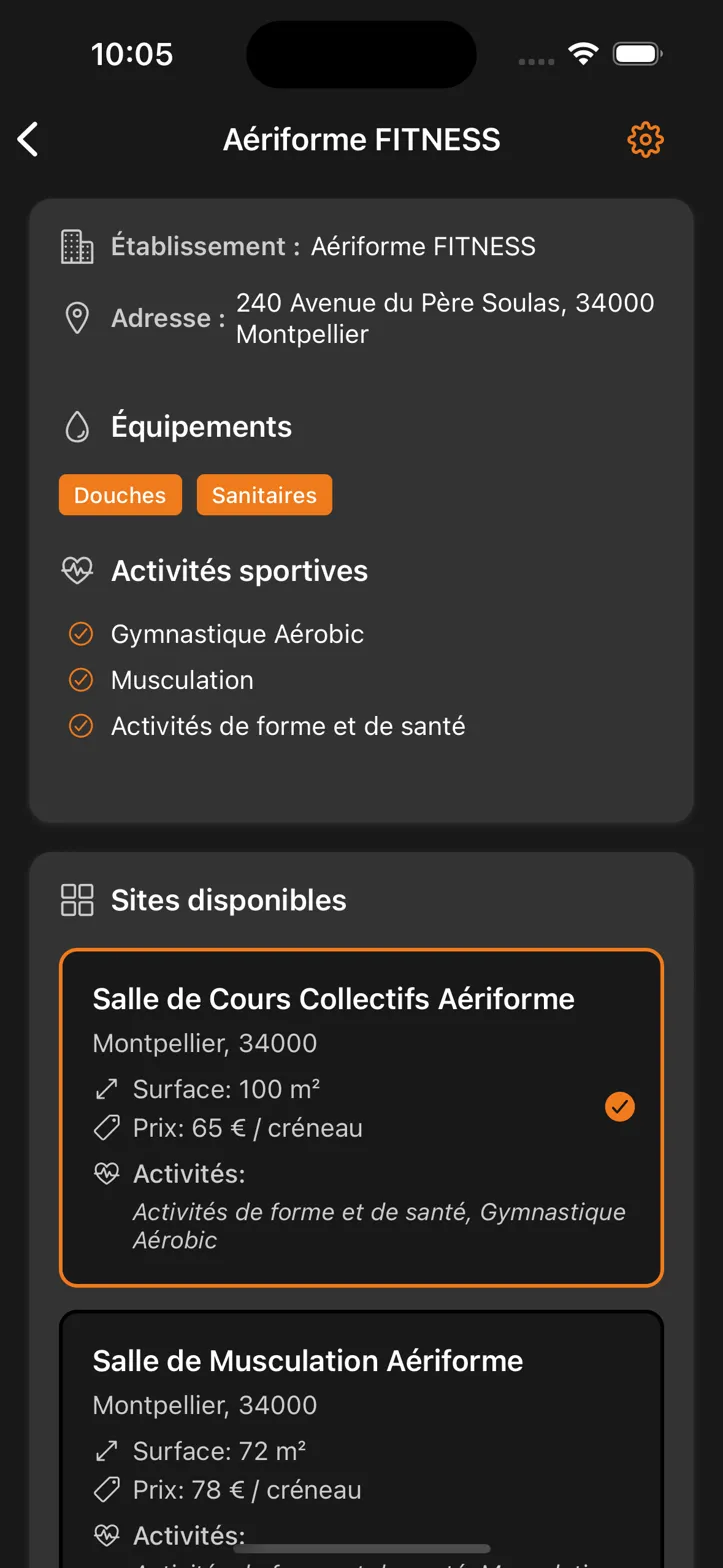 10:05
Aériforme FITNESS
Établissement : Aériforme FITNESS
Adresse : 240 Avenue du Père Soulas, 34000
Montpellier
Équipements
Douches Sanitaires
Activités sportives
Gymnastique Aérobic
Musculation
Activités de forme et de santé
Sites disponibles
Salle de Cours Collectifs Aériforme
Montpellier, 34000
Surface: 100 m²
Prix: 65 € / créneau
Activités:
Activités de forme et de santé, Gymnastique
Aérobic
Salle de Musculation Aériforme
Montpellier, 34000
Surface: 72 m²
Prix: 78 € / créneau
Activités: